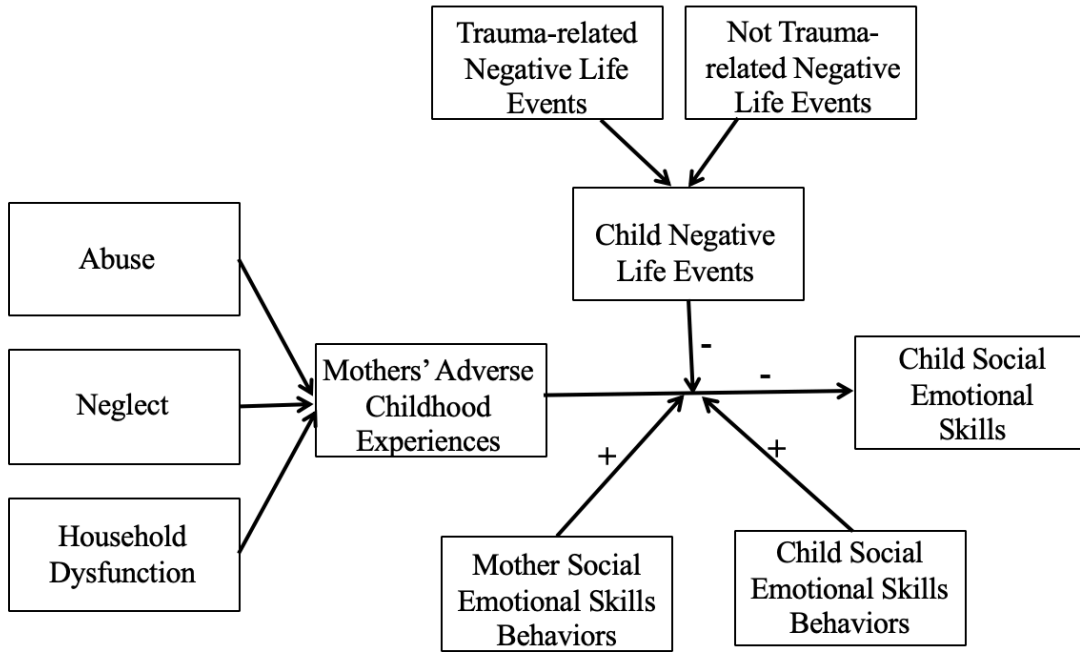 Trauma-related
Negative Life
Events
Not Trauma-
related Negative
Life Events
Child Negative
Life Events
Abuse
Neglect
Household
Dysfunction
Mothers' Adverse
Childhood
Experiences
-
-
Child Social
Emotional
Skills
+
+
Mother Social
Emotional Skills
Behaviors
Child Social
Emotional Skills
Behaviors